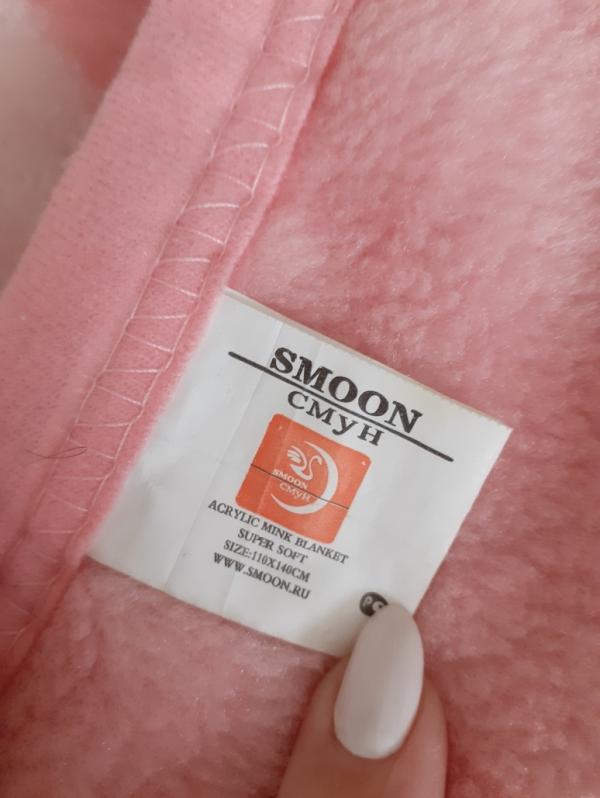 SMOON
СМУН
SMOON
СМУН
ACRYLIC MINK BLANKET
SUPER SOFT
SIZE:110X140CM
WWW.SMOON.RU